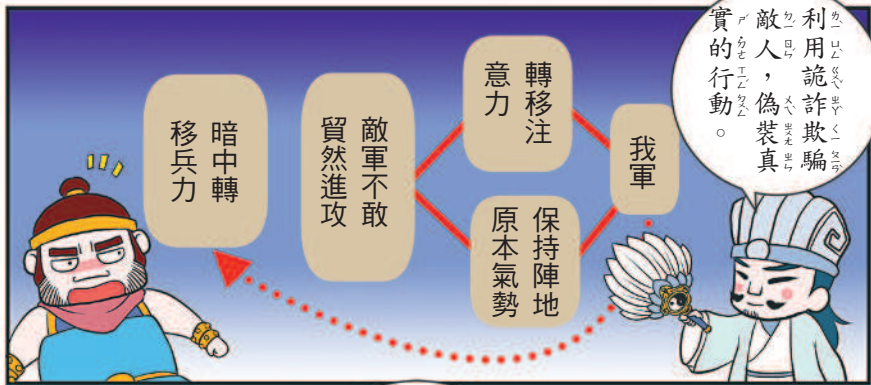 利用詭詐欺騙
敵人，偽裝真
實的行動。
我軍
轉移注
意力
保持陣地
原本氣勢
敵軍不敢
貿然進攻
暗中轉
移兵力